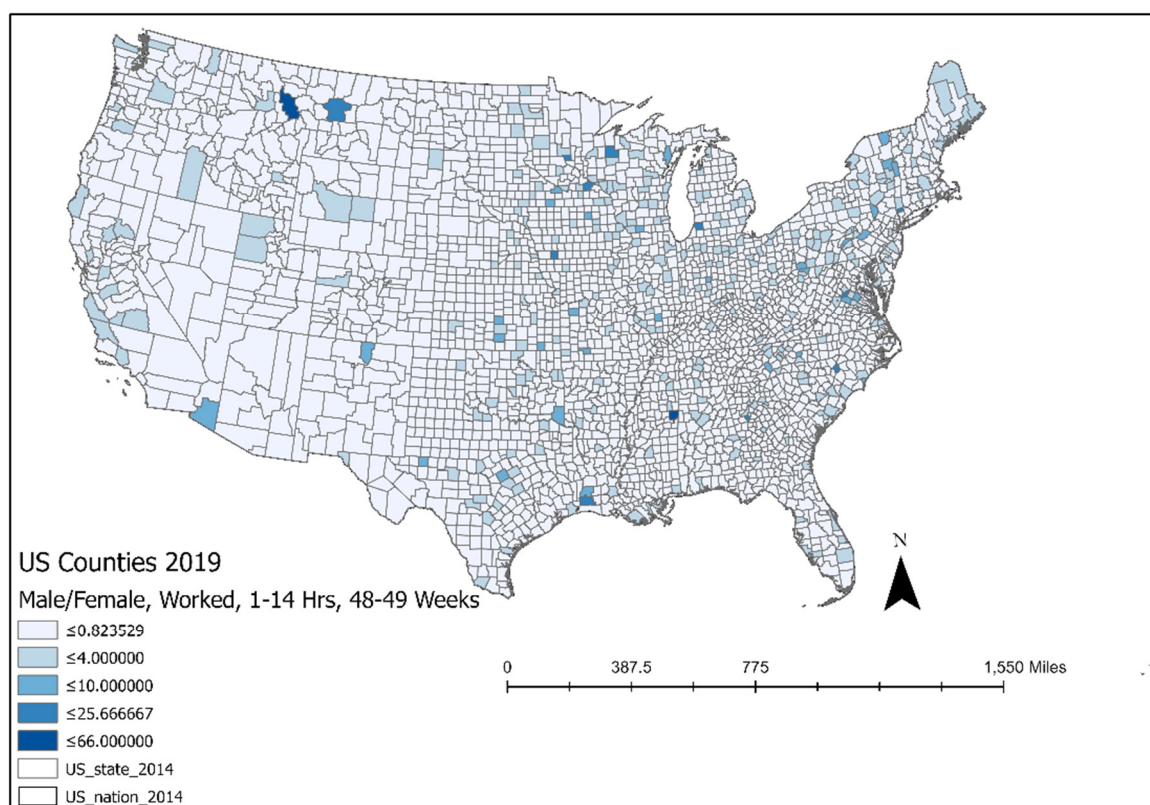 N
US Counties 2019
Male/Female, Worked, 1-14 Hrs, 48-49 Weeks
≤0.823529
≤4.000000
≤10.000000
≤25.666667
≤66.000000
US_state_2014
US_nation_2014
0 387.5 775 1,550 Miles